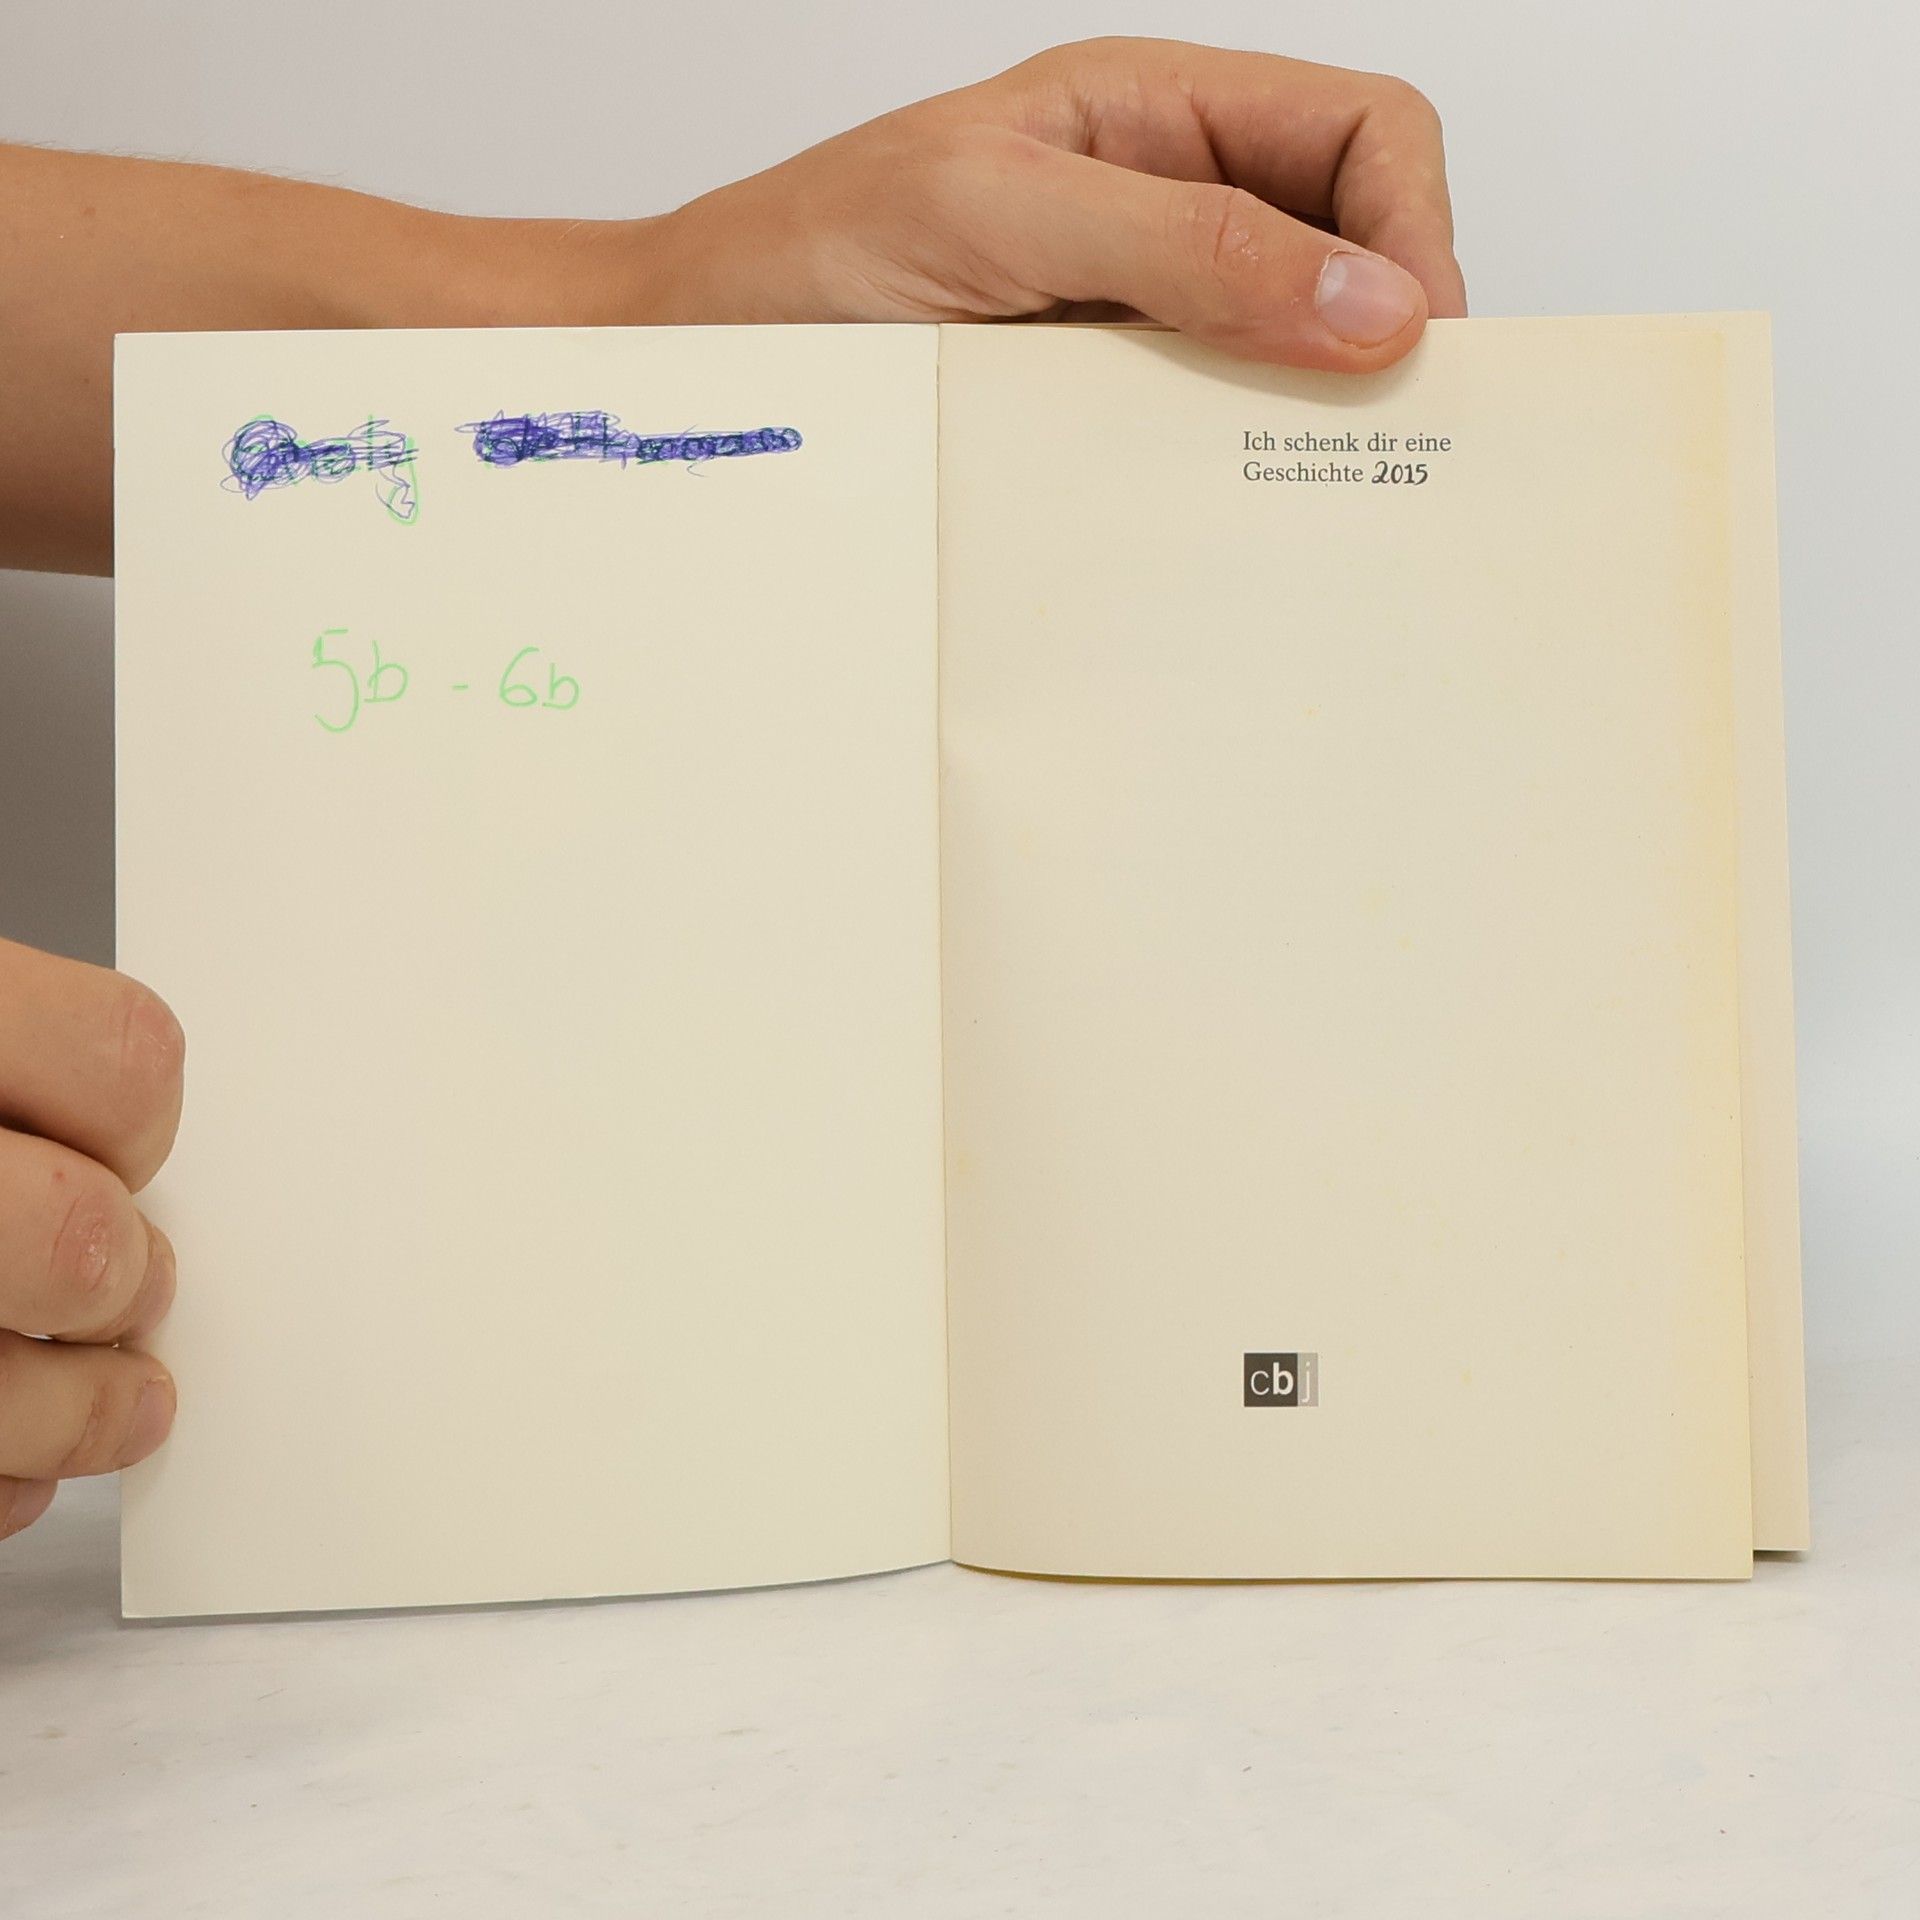 5b - 6b
Ich schenk dir eine
Geschichte 2015
cbj